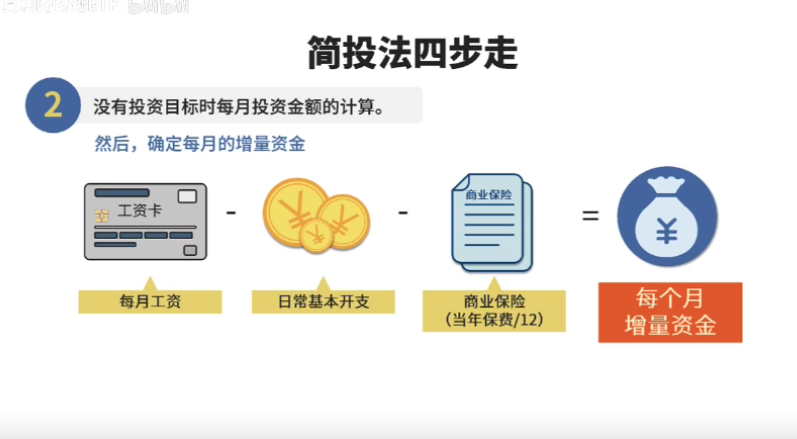 简投法四步走
2
没有投资目标时每月投资金额的计算。
然后，确定每月的增量资金
工资卡
-
¥
¥
¥
-
商业保险
=
¥
每月工资
日常基本开支
商业保险
（当年保费/12）
每个月
增量资金